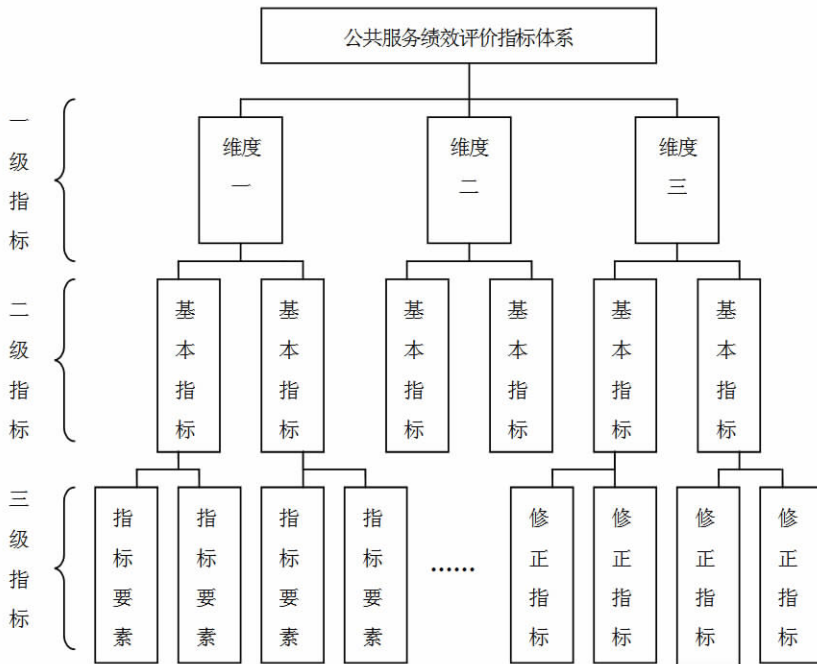 公共服务绩效评价指标体系
一级指标
维度一
维度二
维度三
二级指标
基本指标
基本指标
基本指标
基本指标
基本指标
基本指标
三级指标
指标要素
指标要素
指标要素
指标要素
……
修正指标
修正指标
修正指标
修正指标